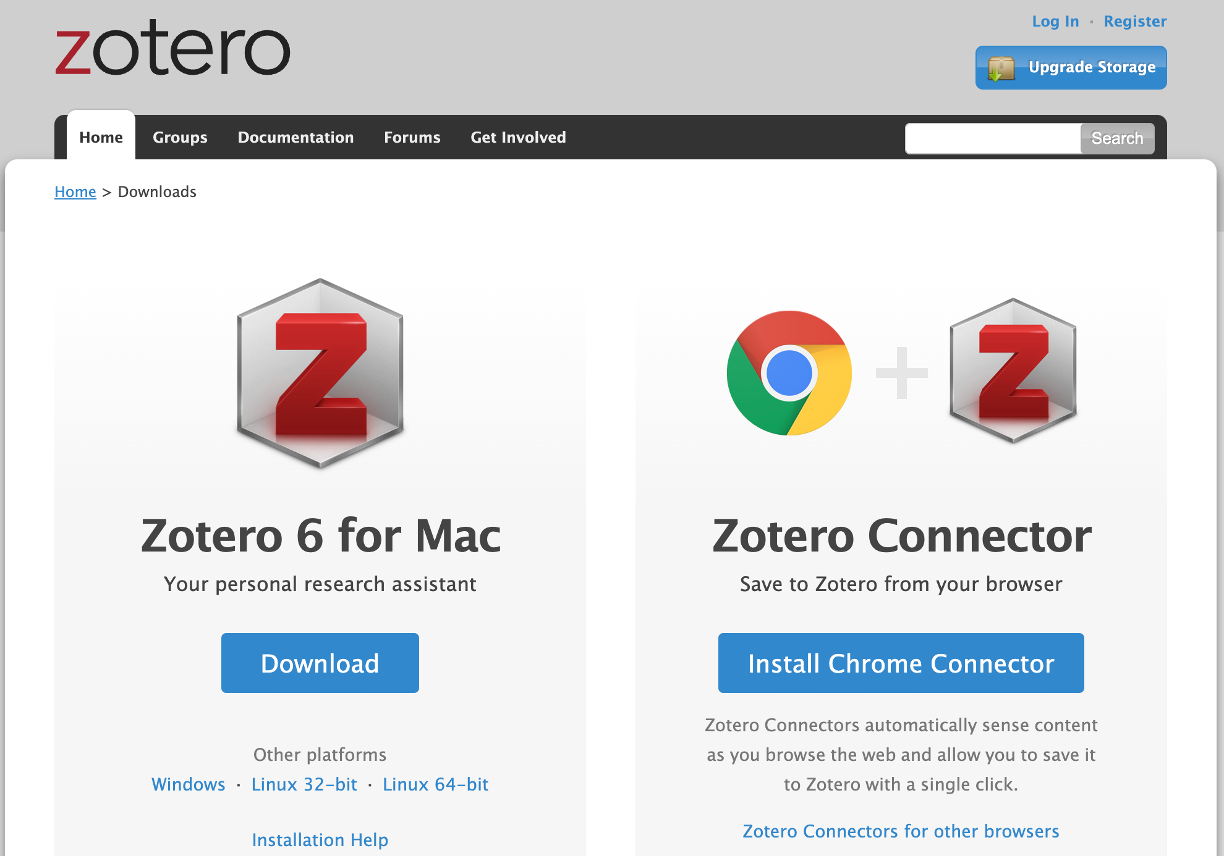 zotero
Log In · Register
Upgrade Storage
Home Groups Documentation Forums Get Involved Search
Home > Downloads
Z
Z
Zotero 6 for Mac
Your personal research assistant
Download
Other platforms
Windows · Linux 32-bit · Linux 64-bit
Installation Help
Zotero Connector
Save to Zotero from your browser
Install Chrome Connector
Zotero Connectors automatically sense content
as you browse the web and allow you to save it
to Zotero with a single click.
Zotero Connectors for other browsers